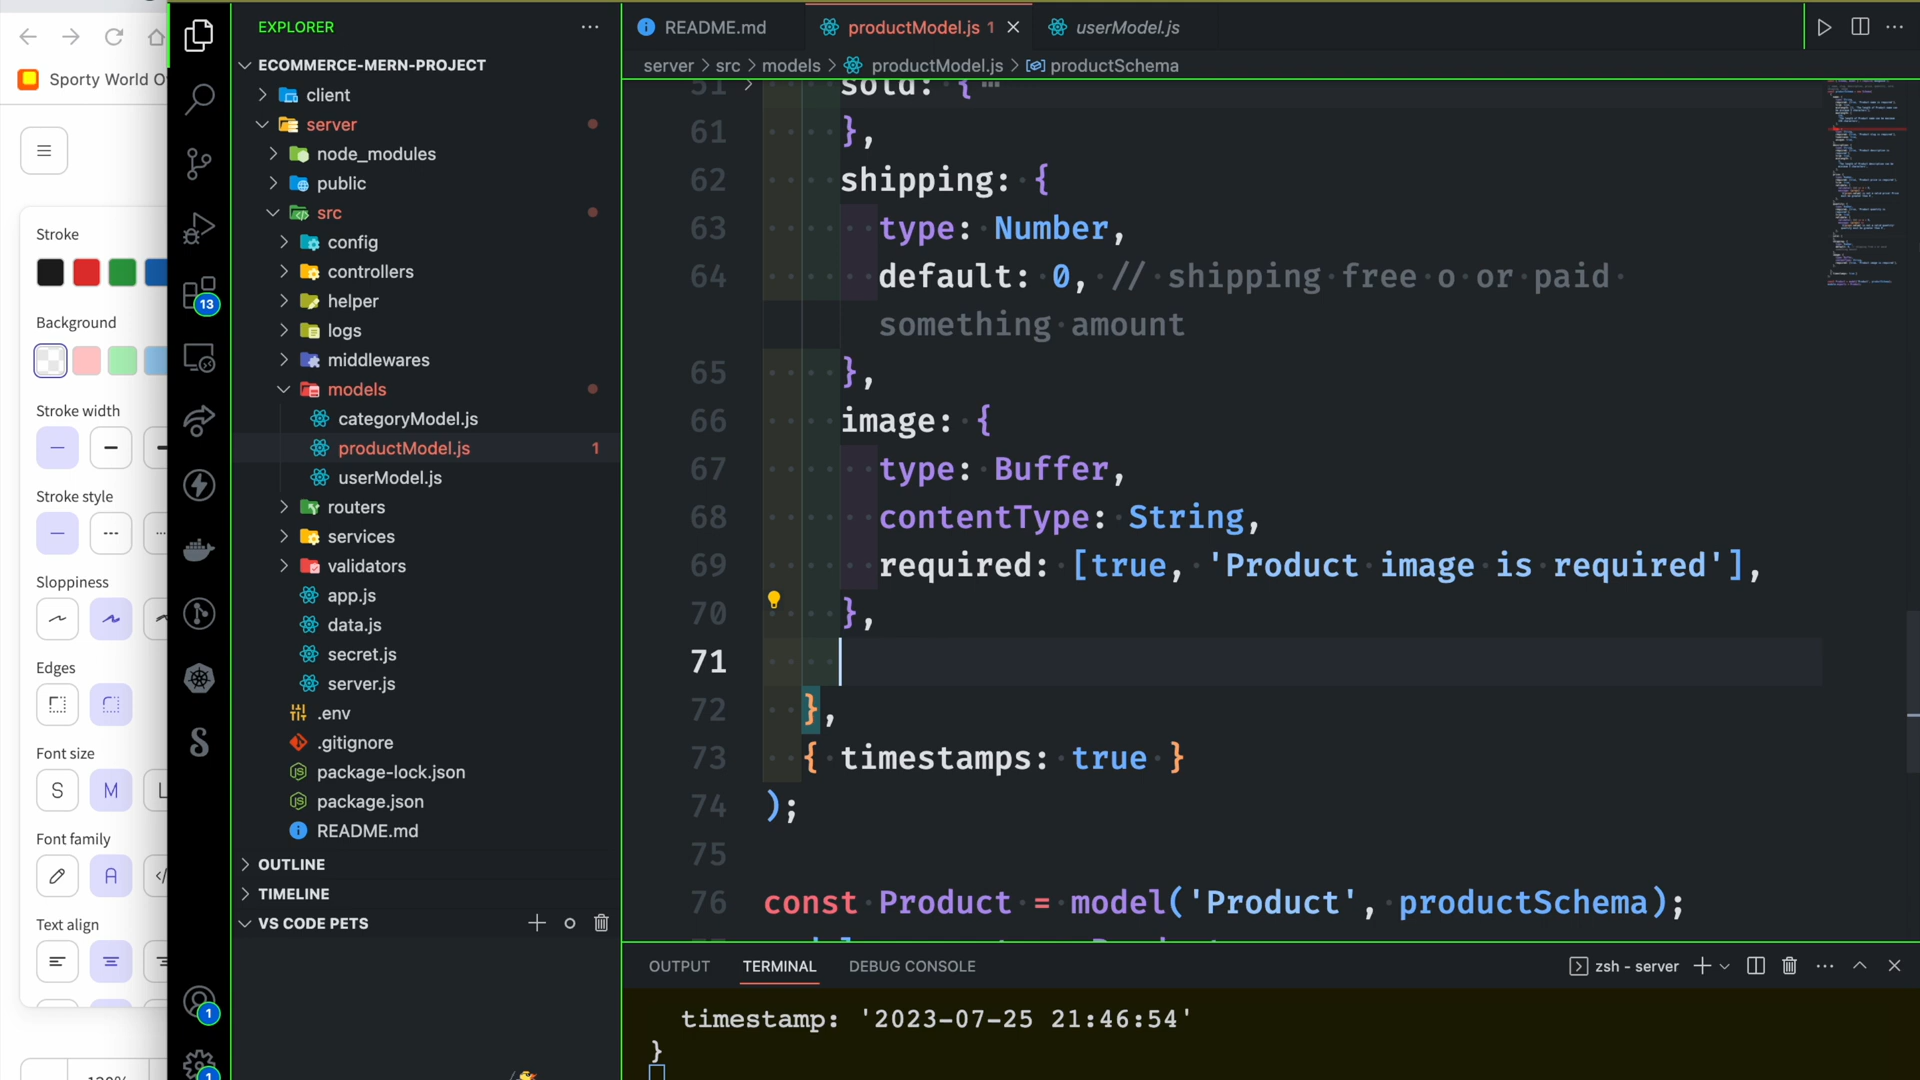 Sporty World O
Stroke
Background
Stroke width
Stroke style
Sloppiness
Edges
Font size
S
M
L
Font family
A
</
Text align
13
1
1
EXPLORER
ECOMMERCE-MERN-PROJECT
client
server
node_modules
public
src
config
controllers
helper
logs
middlewares
models
categoryModel.js
productModel.js 1
userModel.js
routers
services
validators
app.js
data.js
secret.js
server.js
.env
.gitignore
package-lock.json
package.json
README.md
OUTLINE
TIMELINE
VS CODE PETS
README.md
productModel.js 1
userModel.js
server > src > models > productModel.js > productSchema
51 sold: {
61 },
62 shipping: {
63 type: Number,
64 default: 0, // shipping free o or paid
something amount
65 },
66 image: {
67 type: Buffer,
68 contentType: String,
69 required: [true, 'Product image is required'],
70 },
71
72 },
73 { timestamps: true }
74 );
75
76 const Product = model('Product', productSchema);
OUTPUT
TERMINAL
DEBUG CONSOLE
zsh - server
timestamp: '2023-07-25 21:46:54'
}